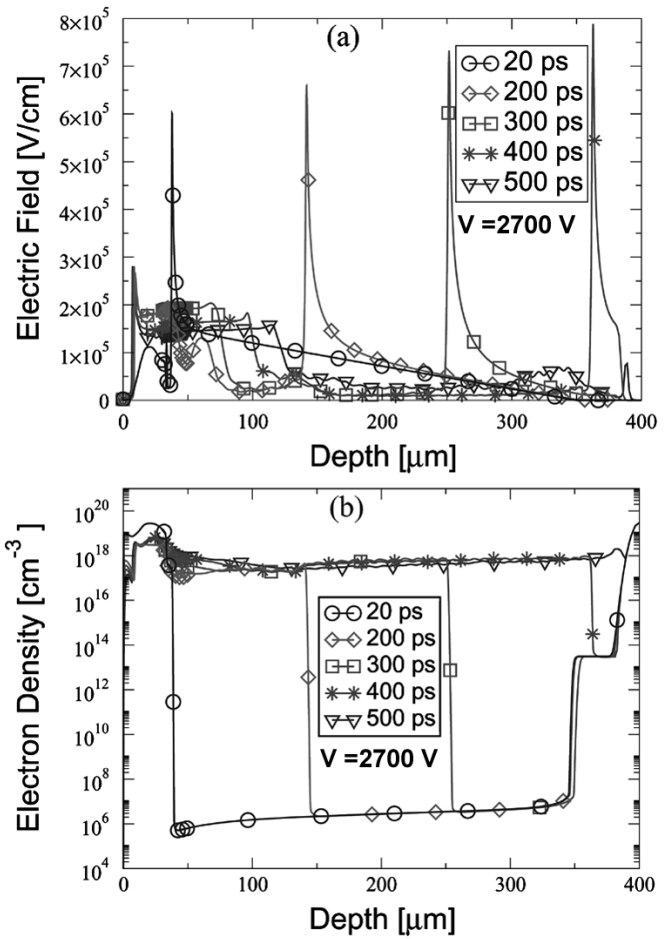 (a)
Electric Field [V/cm]
8×10⁵
7×10⁵
6×10⁵
5×10⁵
4×10⁵
3×10⁵
2×10⁵
1×10⁵
0
20 ps
200 ps
300 ps
400 ps
500 ps
V =2700 V
0 100 200 300 400
Depth [μm]
(b)
Electron Density [cm⁻³]
10²⁰
10¹⁸
10¹⁶
10¹⁴
10¹²
10¹⁰
10⁸
10⁶
10⁴
20 ps
200 ps
300 ps
400 ps
500 ps
V =2700 V
0 100 200 300 400
Depth [μm]